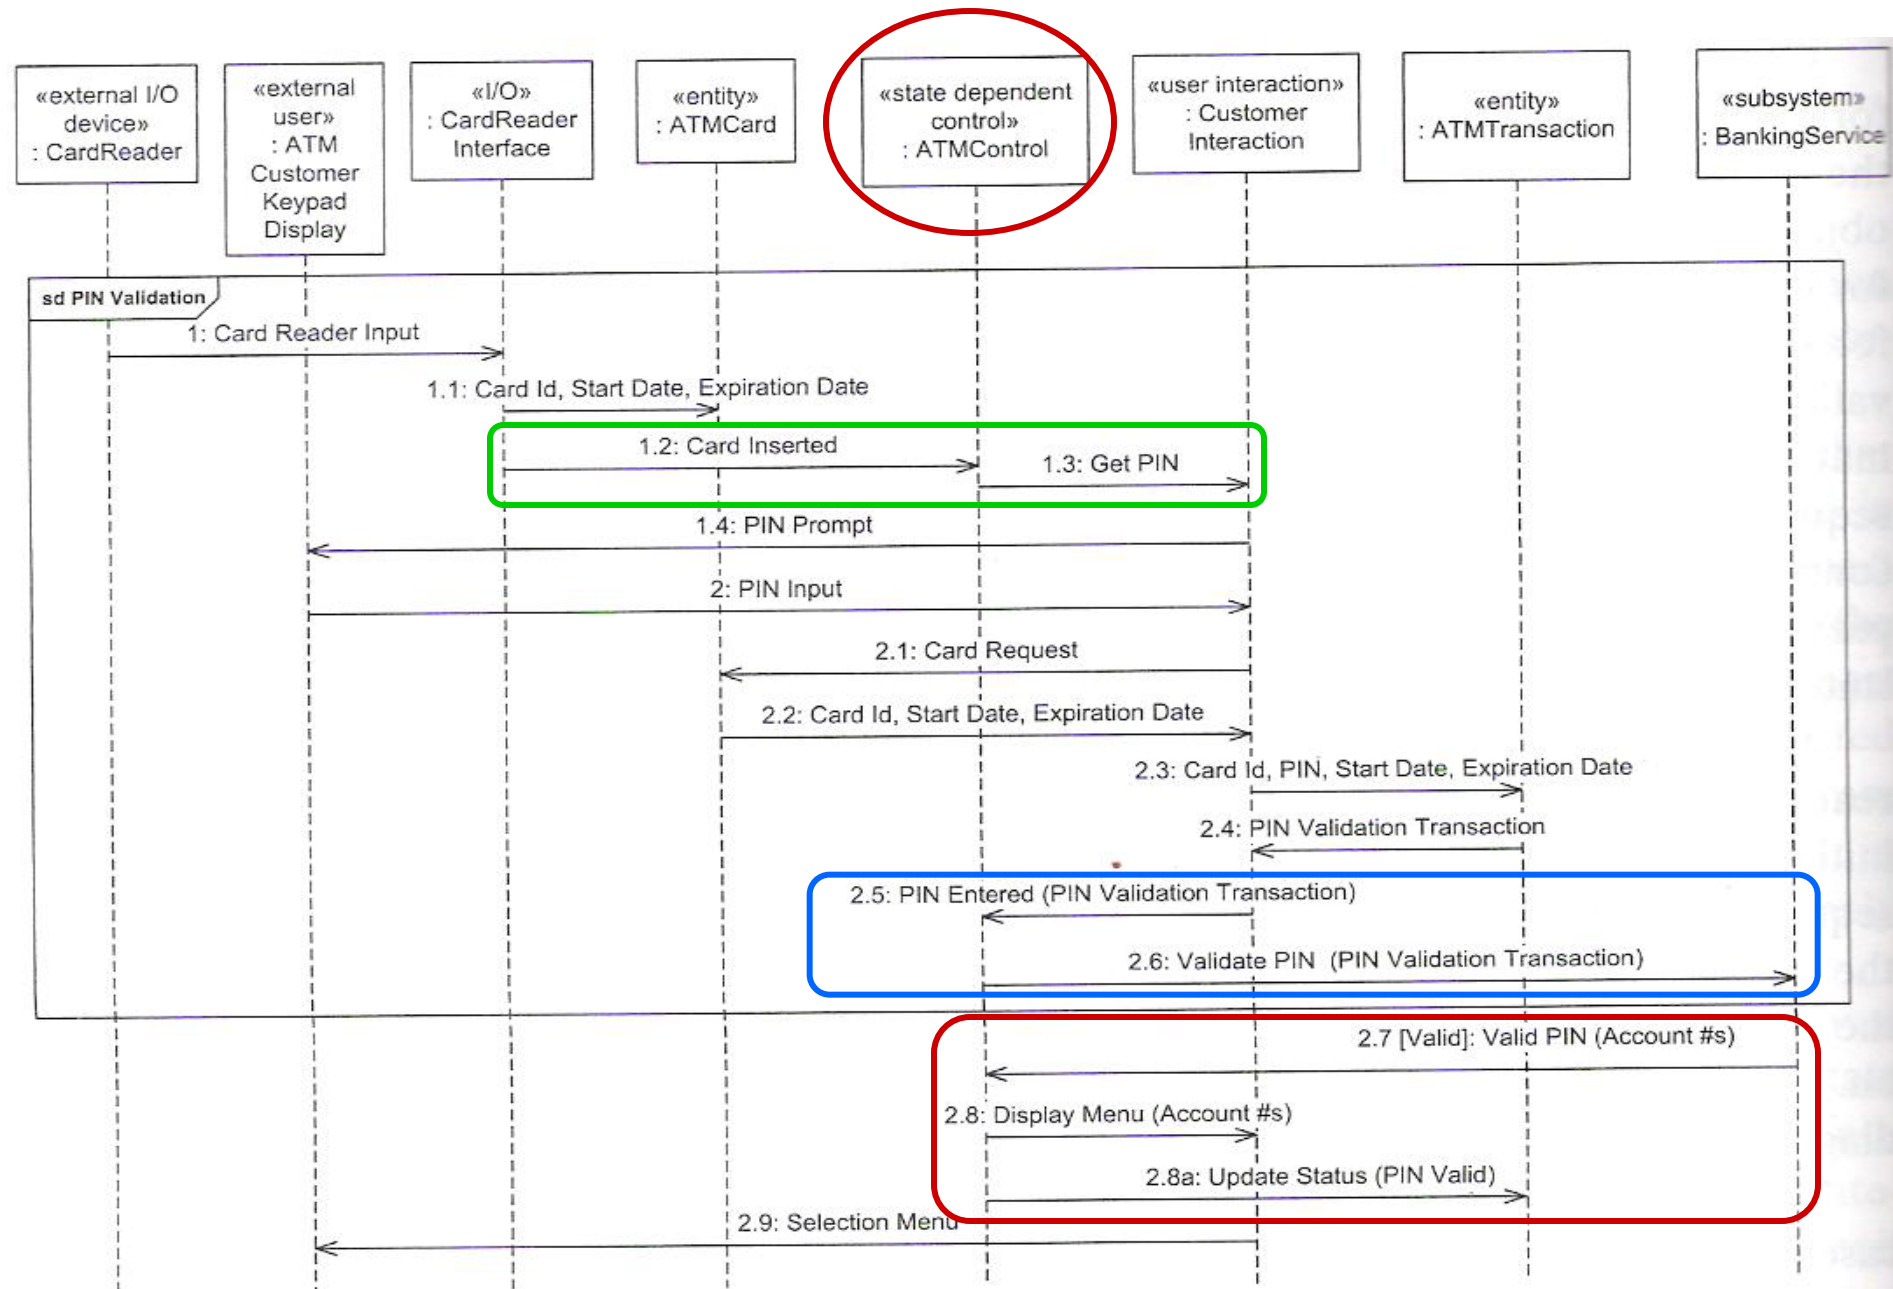 «external I/O
device»
: CardReader
«external
user»
: ATM
Customer
Keypad
Display
«I/O»
: CardReader
Interface
«entity»
: ATMCard
«state dependent
control»
: ATMControl
«user interaction»
: Customer
Interaction
«entity»
: ATMTransaction
«subsystem»
: BankingService
sd PIN Validation
1: Card Reader Input
1.1: Card Id, Start Date, Expiration Date
1.2: Card Inserted
1.3: Get PIN
1.4: PIN Prompt
2: PIN Input
2.1: Card Request
2.2: Card Id, Start Date, Expiration Date
2.3: Card Id, PIN, Start Date, Expiration Date
2.4: PIN Validation Transaction
2.5: PIN Entered (PIN Validation Transaction)
2.6: Validate PIN (PIN Validation Transaction)
2.7 [Valid]: Valid PIN (Account #s)
2.8: Display Menu (Account #s)
2.8a: Update Status (PIN Valid)
2.9: Selection Menu